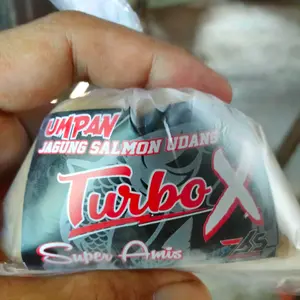 UMPAN
JAGUNG SALMON UDANG
Turbo X
Super Amis